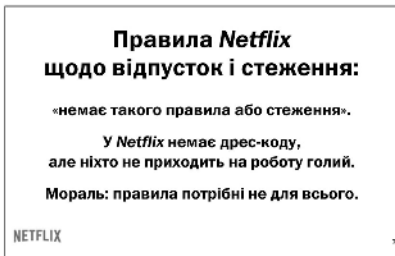 Правила Netflix
щодо відпусток і стеження:
«немає такого правила або стеження».
У Netflix немає дрес-коду,
але ніхто не приходить на роботу голий.
Мораль: правила потрібні не для всього.
NETFLIX